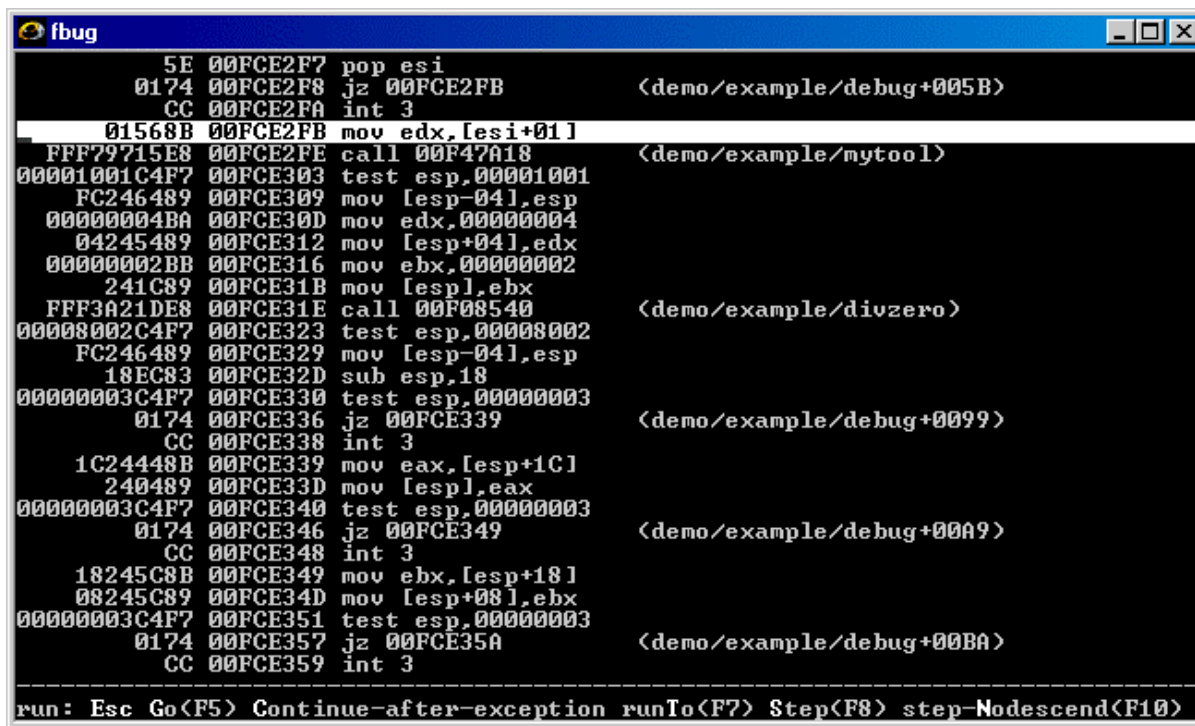 fbug
5E 00FCE2F7 pop esi
0174 00FCE2F8 jz 00FCE2FB (demo/example/debug+005B)
CC 00FCE2FA int 3
01568B 00FCE2FB mov edx,[esi+01]
FFF79715E8 00FCE2FE call 00F47A18 (demo/example/mytool)
00001001C4F7 00FCE303 test esp,00001001
FC246489 00FCE309 mov [esp-04],esp
00000004BA 00FCE30D mov edx,00000004
04245489 00FCE312 mov [esp+04],edx
00000002BB 00FCE316 mov ebx,00000002
241C89 00FCE31B mov [esp],ebx
FFF3A21DE8 00FCE31E call 00F08540 (demo/example/divzero)
00008002C4F7 00FCE323 test esp,00008002
FC246489 00FCE329 mov [esp-04],esp
18EC83 00FCE32D sub esp,18
00000003C4F7 00FCE330 test esp,00000003
0174 00FCE336 jz 00FCE339 (demo/example/debug+0099)
CC 00FCE338 int 3
1C24448B 00FCE339 mov eax,[esp+1C]
240489 00FCE33D mov [esp],eax
00000003C4F7 00FCE340 test esp,00000003
0174 00FCE346 jz 00FCE349 (demo/example/debug+00A9)
CC 00FCE348 int 3
18245C8B 00FCE349 mov ebx,[esp+18]
08245C89 00FCE34D mov [esp+08],ebx
00000003C4F7 00FCE351 test esp,00000003
0174 00FCE357 jz 00FCE35A (demo/example/debug+00BA)
CC 00FCE359 int 3
run: Esc Go(F5) Continue-after-exception runTo(F7) Step(F8) step-Nodescend(F10)